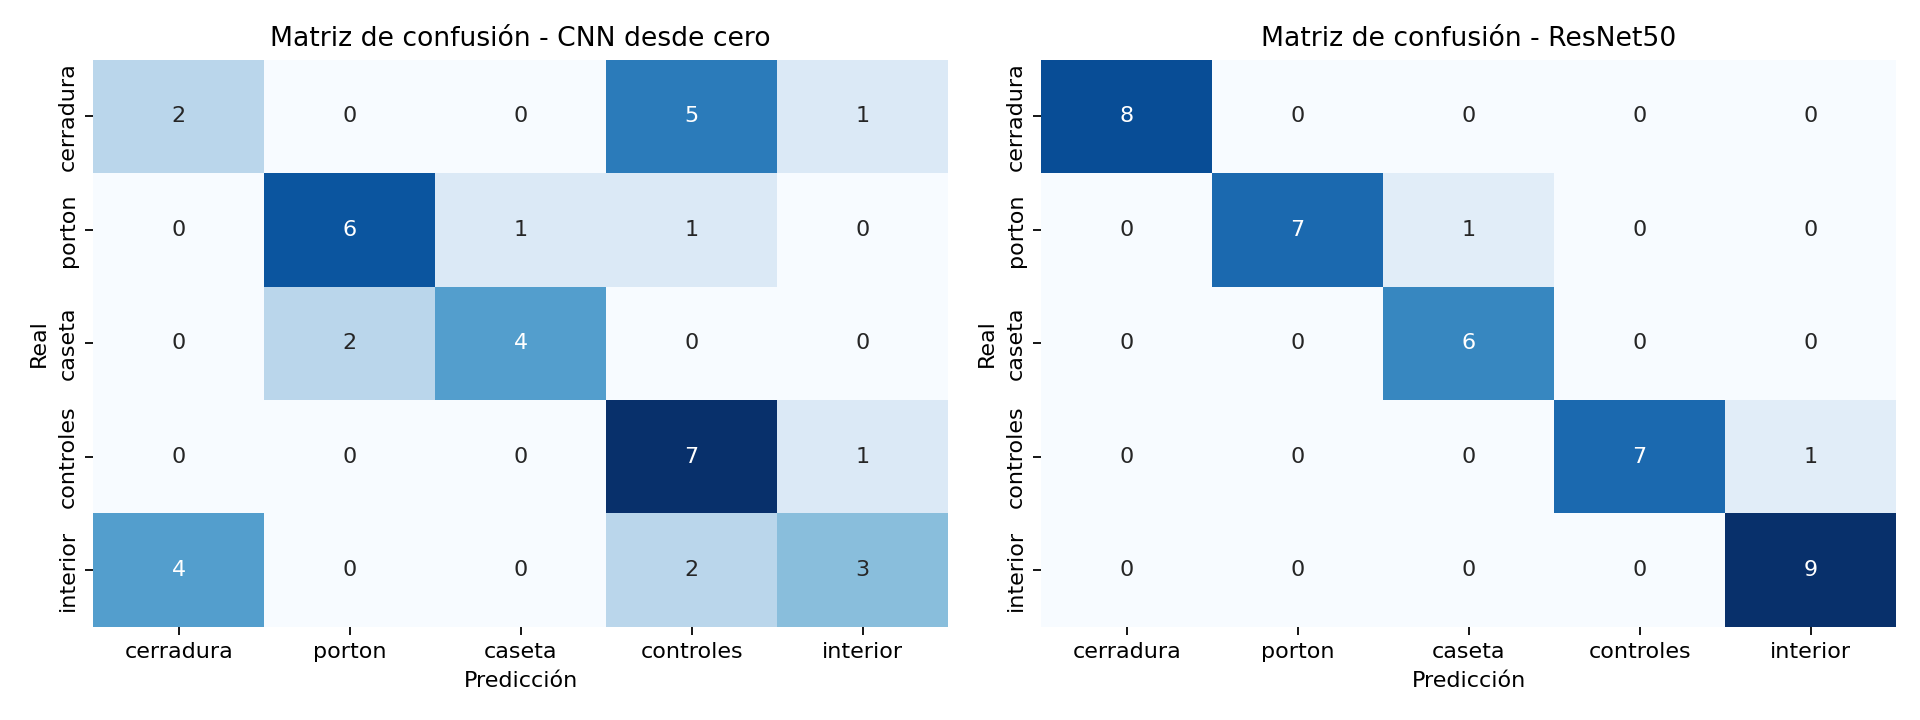 Matriz de confusión - CNN desde cero
cerradura 2 0 0 5 1
porton 0 6 1 1 0
caseta 0 2 4 0 0
controles 0 0 0 7 1
interior 4 0 0 2 3
Real
cerradura porton caseta controles interior
Predicción
Matriz de confusión - ResNet50
cerradura 8 0 0 0 0
porton 0 7 1 0 0
caseta 0 0 6 0 0
controles 0 0 0 7 1
interior 0 0 0 0 9
Real
cerradura porton caseta controles interior
Predicción